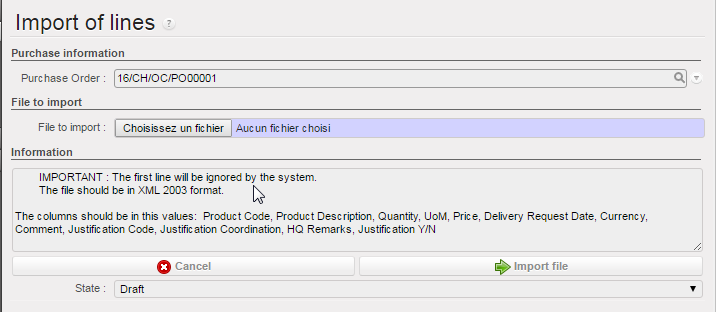 Import of lines ?
Purchase information
Purchase Order : 16/CH/OC/PO00001
File to import
File to import : Choisissez un fichier Aucun fichier choisi
Information
IMPORTANT : The first line will be ignored by the system.
The file should be in XML 2003 format.
The columns should be in this values: Product Code, Product Description, Quantity, UoM, Price, Delivery Request Date, Currency,
Comment, Justification Code, Justification Coordination, HQ Remarks, Justification Y/N
Cancel Import file
State : Draft